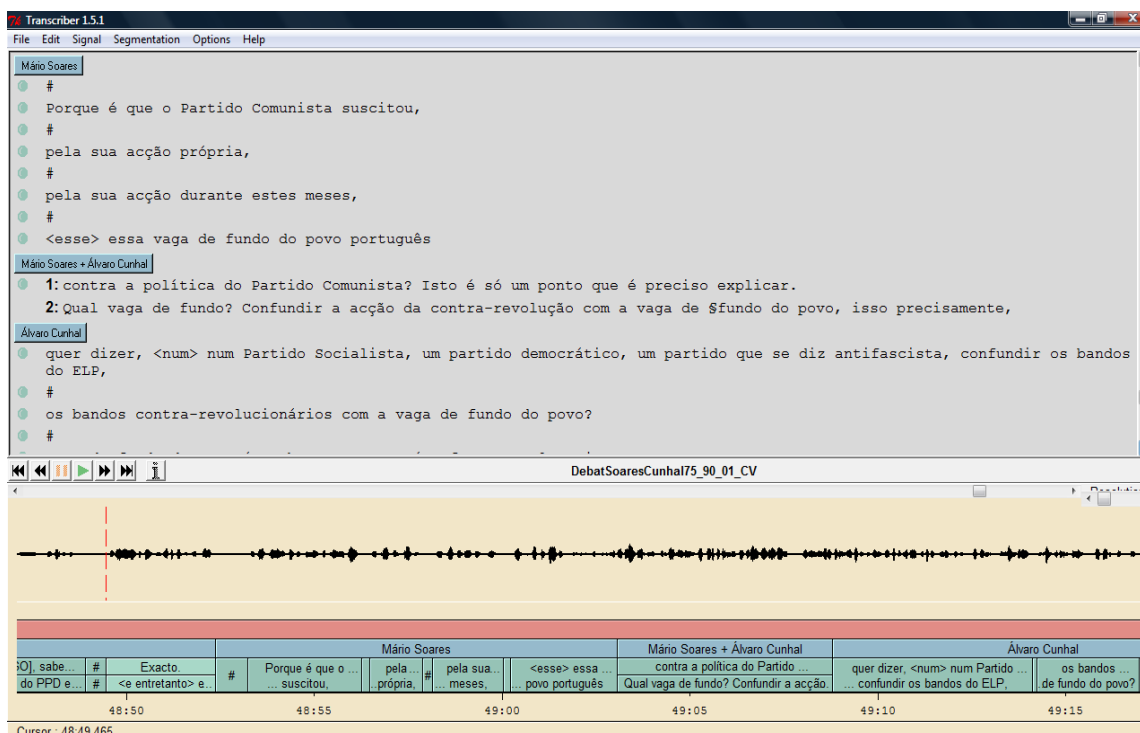 Transcriber 1.5.1
File Edit Signal Segmentation Options Help
Mário Soares
#
Porque é que o Partido Comunista suscitou,
#
pela sua acção própria,
#
pela sua acção durante estes meses,
#
<esse> essa vaga de fundo do povo português
Mário Soares + Álvaro Cunhal
1: contra a política do Partido Comunista? Isto é só um ponto que é preciso explicar.
2: Qual vaga de fundo? Confundir a acção da contra-revolução com a vaga de §fundo do povo, isso precisamente,
Álvaro Cunhal
quer dizer, <num> num Partido Socialista, um partido democrático, um partido que se diz antifascista, confundir os bandos
do ELP,
#
os bandos contra-revolucionários com a vaga de fundo do povo?
#
DebatSoaresCunhal75_90_01_CV
Mário Soares Mário Soares + Álvaro Cunhal Álvaro Cunhal
SO], sabe... # Exacto. # Porque é que o ... pela... # pela sua... <esse> essa ... contra a política do Partido ... quer dizer, <num> num Partido ... os bandos ...
do PPD e... # <e entretanto> e... ... suscitou, ...própria, ... meses, ... povo português Qual vaga de fundo? Confundir a acção. ... confundir os bandos do ELP, .de fundo do povo?
48:50 48:55 49:00 49:05 49:10 49:15
Cursor : 48:49.465